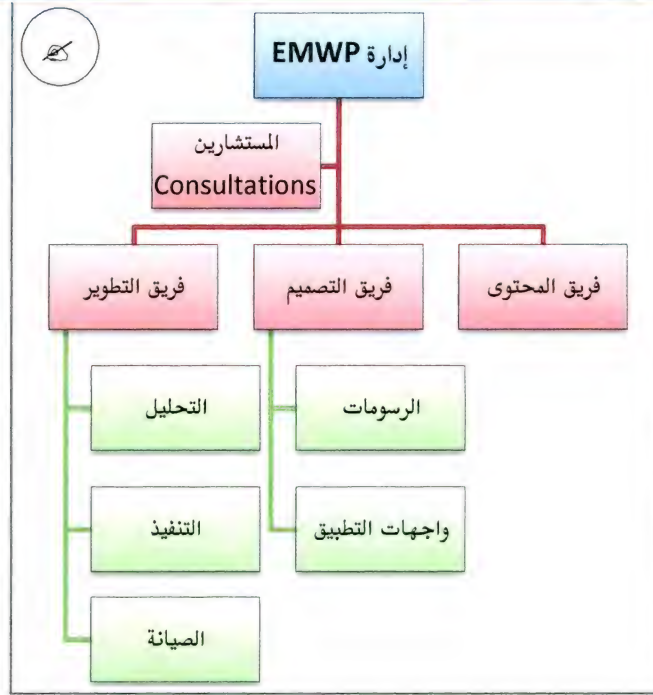 إدارة EMWP
المستشارين
Consultations
فريق المحتوى
فريق التصميم
فريق التطوير
الرسومات
التحليل
واجهات التطبيق
التنفيذ
الصيانة